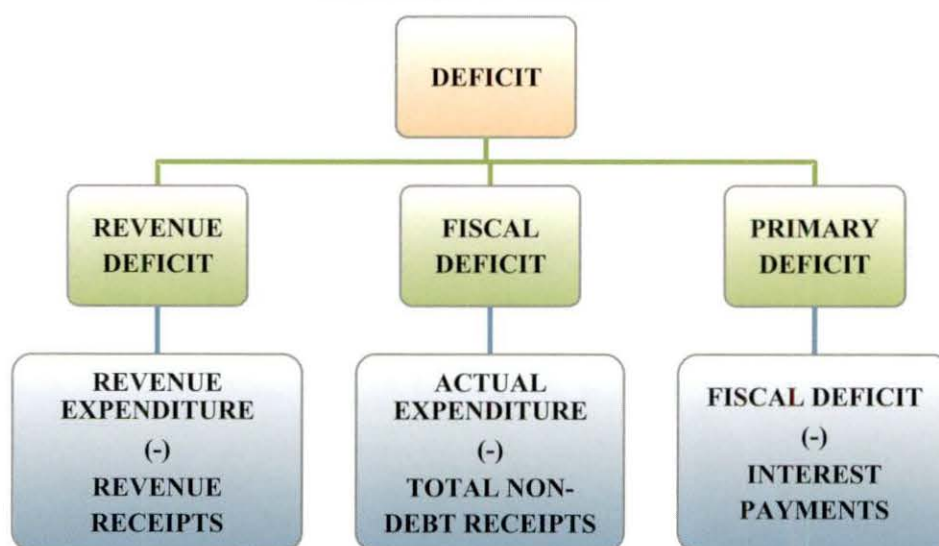 DEFICIT
REVENUE
DEFICIT
FISCAL
DEFICIT
PRIMARY
DEFICIT
REVENUE
EXPENDITURE
(-)
REVENUE
RECEIPTS
ACTUAL
EXPENDITURE
(-)
TOTAL NON-
DEBT RECEIPTS
FISCAL DEFICIT
(-)
INTEREST
PAYMENTS